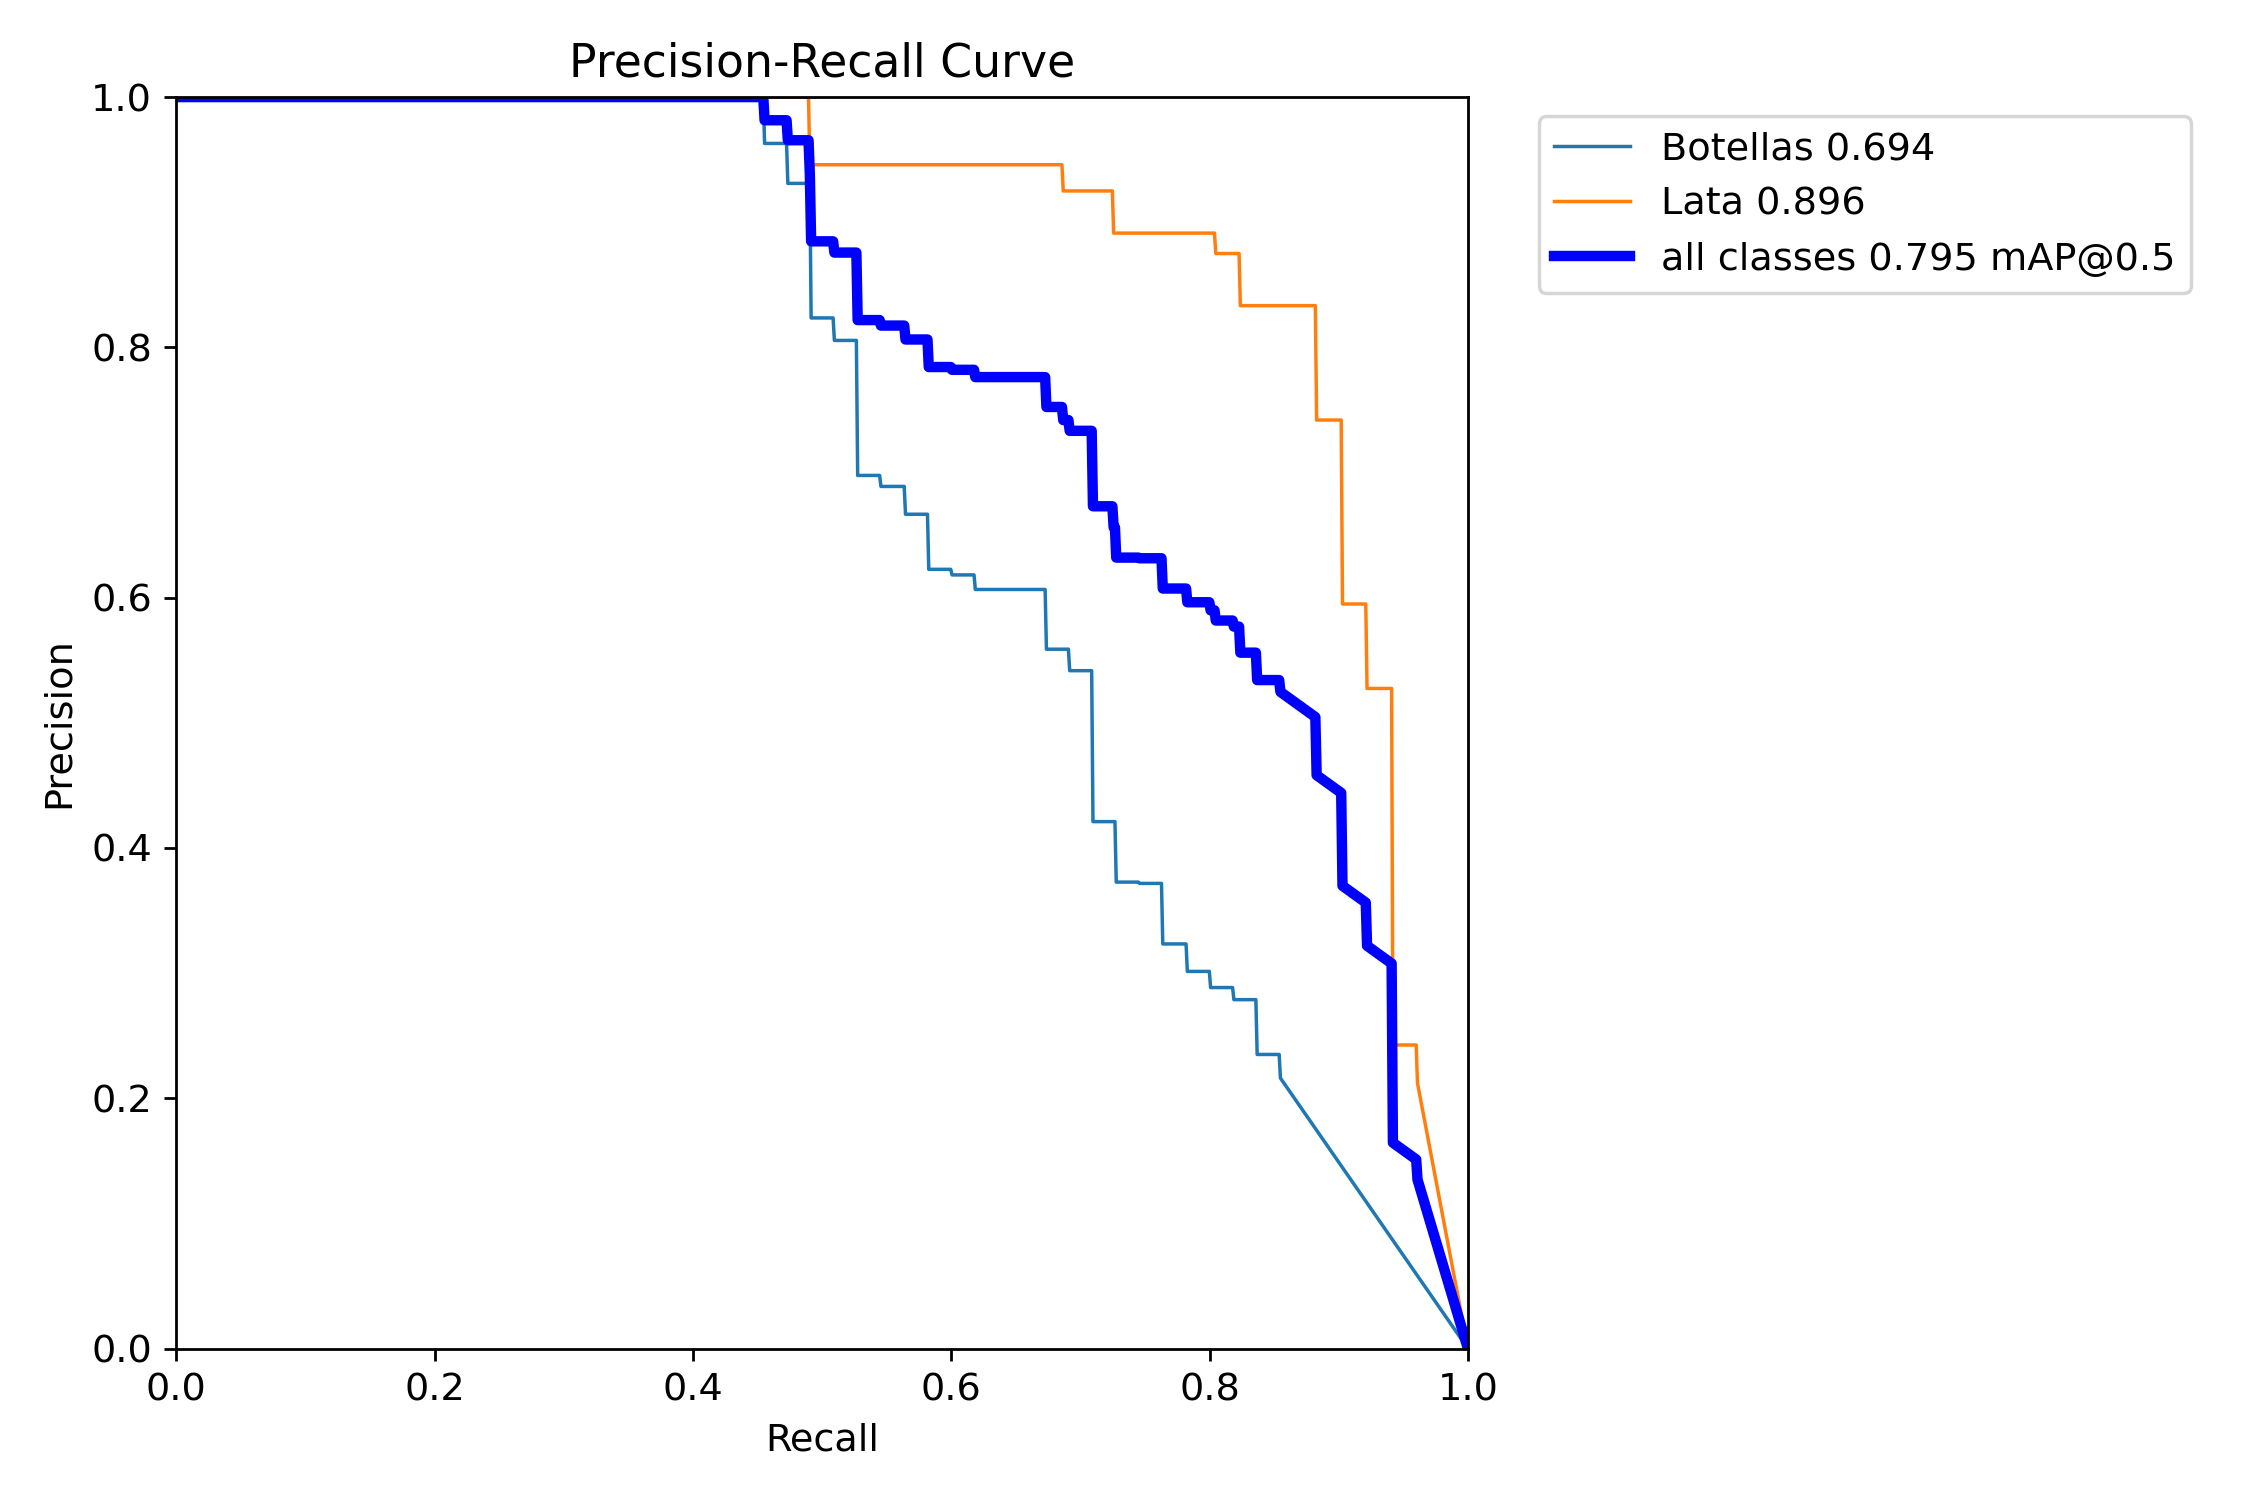 Precision-Recall Curve
1.0
0.8
0.6
0.4
0.2
0.0
Precision
0.0 0.2 0.4 0.6 0.8 1.0
Recall
Botellas 0.694
Lata 0.896
all classes 0.795 mAP@0.5